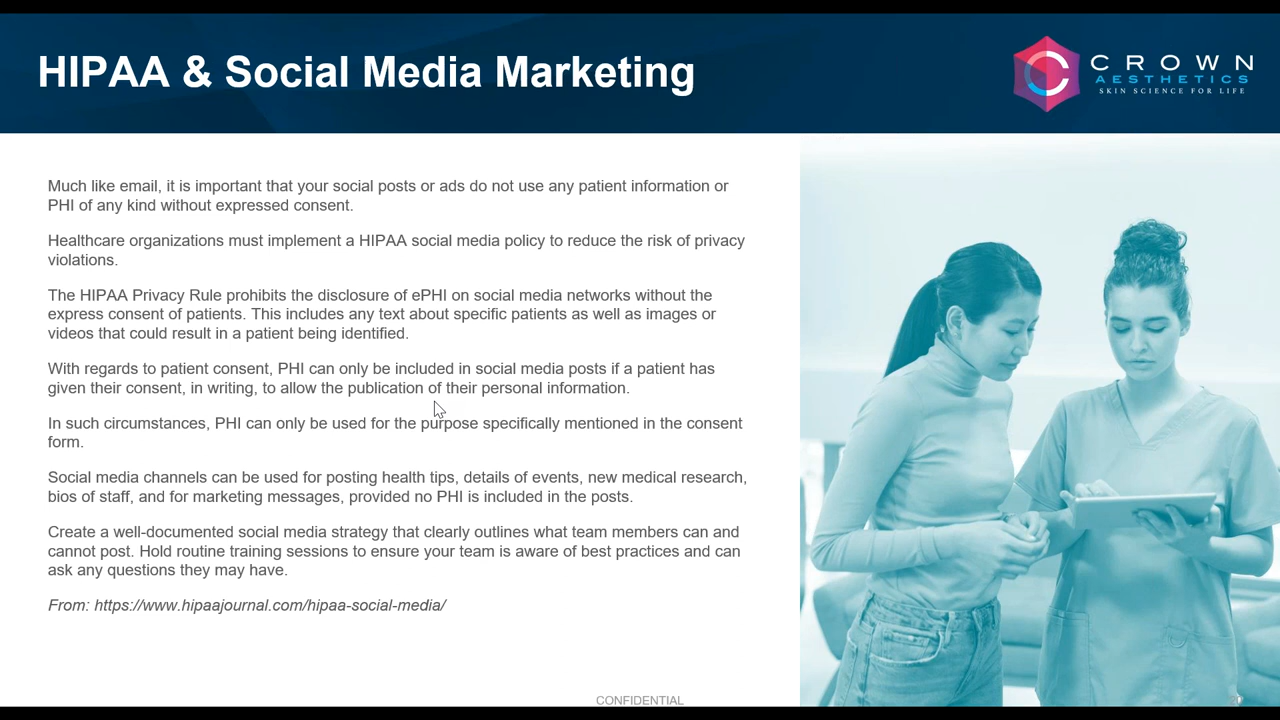 HIPAA & Social Media Marketing
CROWN
AESTHETICS
SKIN SCIENCE FOR LIFE
Much like email, it is important that your social posts or ads do not use any patient information or
PHI of any kind without expressed consent.
Healthcare organizations must implement a HIPAA social media policy to reduce the risk of privacy
violations.
The HIPAA Privacy Rule prohibits the disclosure of ePHI on social media networks without the
express consent of patients. This includes any text about specific patients as well as images or
videos that could result in a patient being identified.
With regards to patient consent, PHI can only be included in social media posts if a patient has
given their consent, in writing, to allow the publication of their personal information.
In such circumstances, PHI can only be used for the purpose specifically mentioned in the consent
form.
Social media channels can be used for posting health tips, details of events, new medical research,
bios of staff, and for marketing messages, provided no PHI is included in the posts.
Create a well-documented social media strategy that clearly outlines what team members can and
cannot post. Hold routine training sessions to ensure your team is aware of best practices and can
ask any questions they may have.
From: https://www.hipaajournal.com/hipaa-social-media/
CONFIDENTIAL